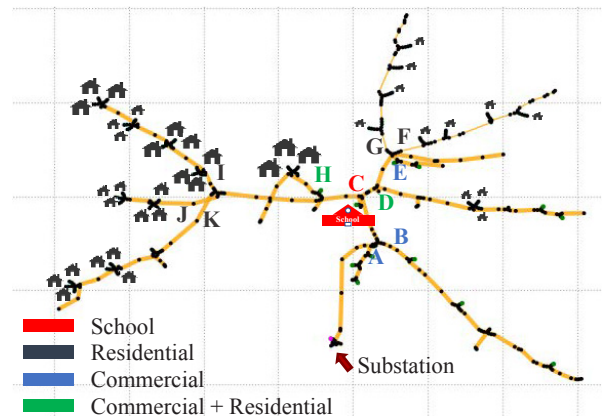 F
G
E
I
H
C
D
J
School
K
B
A
Substation
School
Residential
Commercial
Commercial + Residential